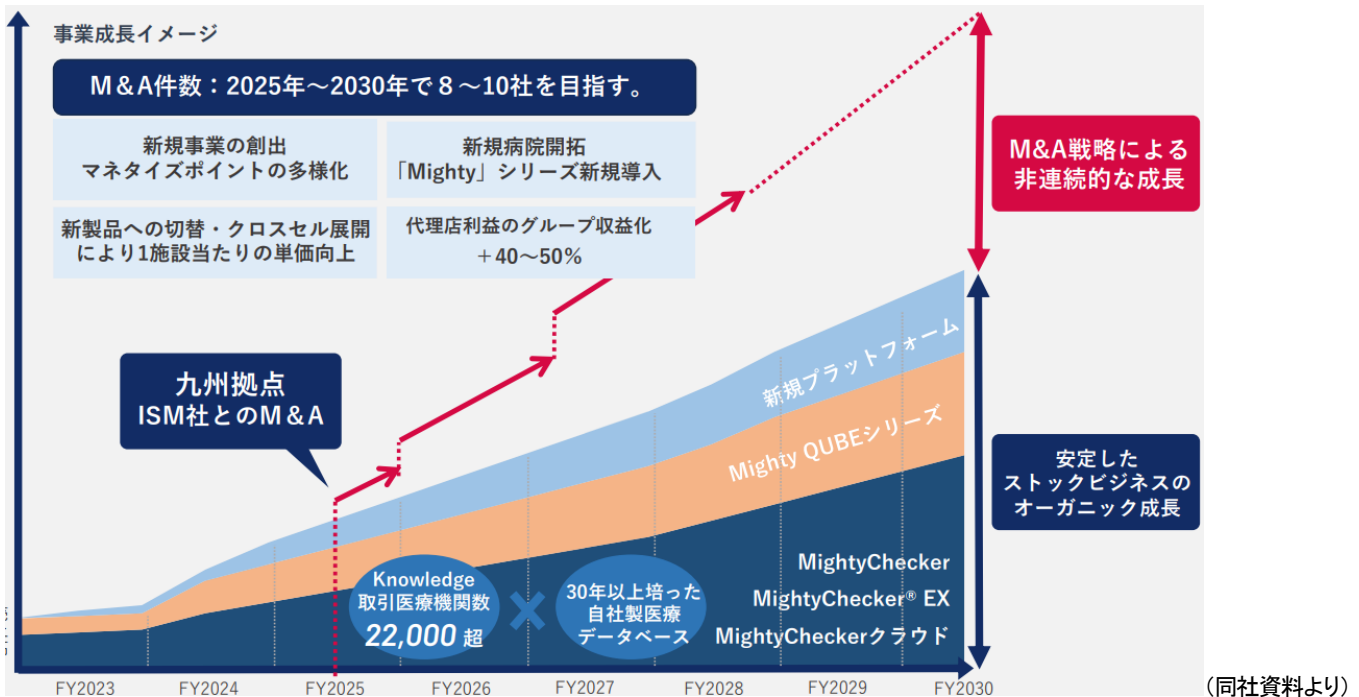 事業成長イメージ
M&A件数：2025年～2030年で８～10社を目指す。
新規事業の創出
マネタイズポイントの多様化
新規病院開拓
「Mighty」シリーズ新規導入
新製品への切替・クロスセル展開
により1施設当たりの単価向上
代理店利益のグループ収益化
＋40～50%
九州拠点
ISM社とのM＆A
M&A戦略による
非連続的な成長
新規プラットフォーム
Mighty QUBEシリーズ
安定した
ストックビジネスの
オーガニック成長
Knowledge
取引医療機関数
22,000 超
×
30年以上培った
自社製医療
データベース
MightyChecker
MightyChecker® EX
MightyCheckerクラウド
FY2023 FY2024 FY2025 FY2026 FY2027 FY2028 FY2029 FY2030
（同社資料より）